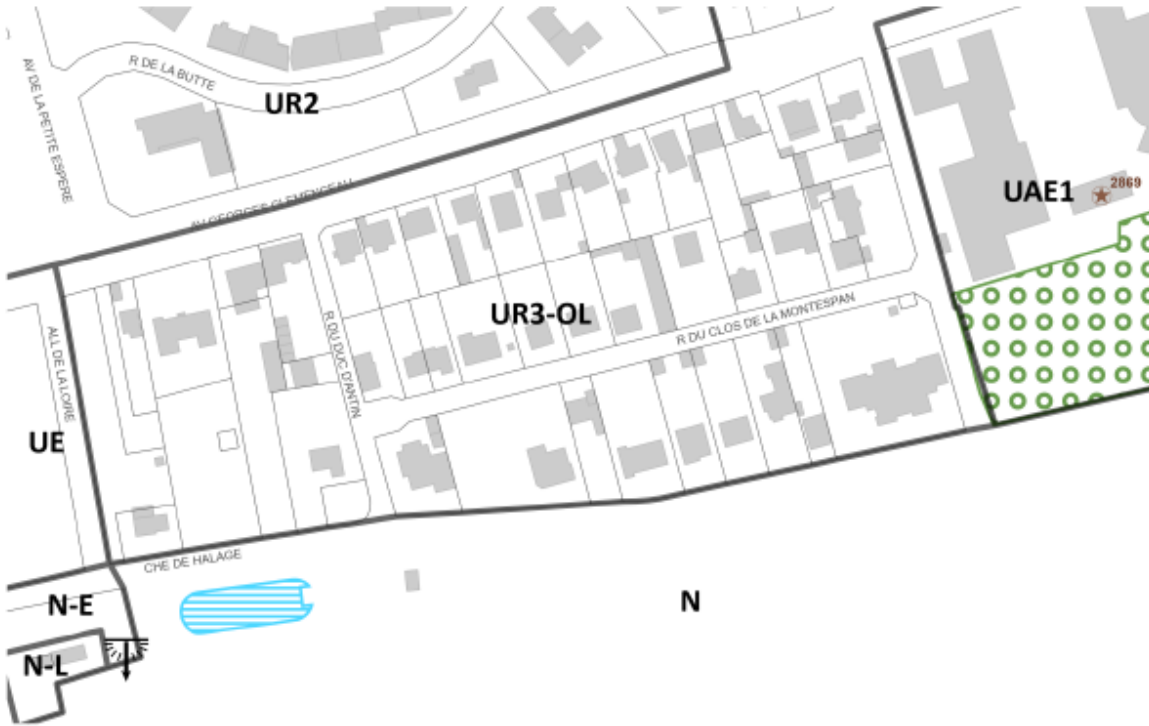 R DE LA BUTTE
UR2
AV DE LA PETITE ESPERE
AV GEORGES CLEMENCEAU
UAE1
2869
ALL DE LA LOIRE
R DU DUC D'ANTIN
UR3-OL
R DU CLOS DE LA MONTESPAN
UE
CHE DE HALAGE
N-E
N
N-L